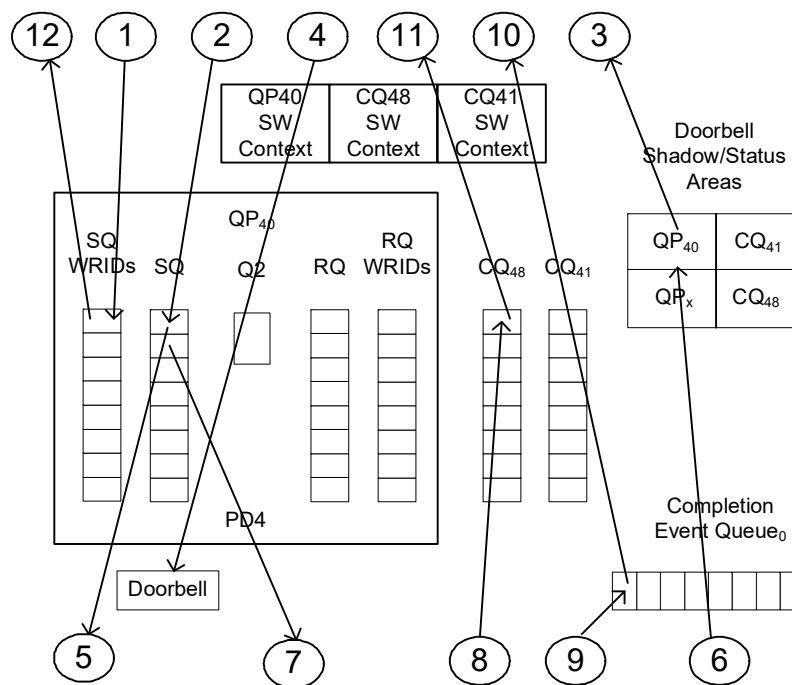 12 1 2 4 11 10 3
QP40 SW Context
CQ48 SW Context
CQ41 SW Context
Doorbell
Shadow/Status
Areas
QP40 CQ41
QPx CQ48
QP40
SQ WRIDs
SQ
Q2
RQ
RQ WRIDs
CQ48
CQ41
PD4
Completion
Event Queue0
Doorbell
5 7 8 9 6